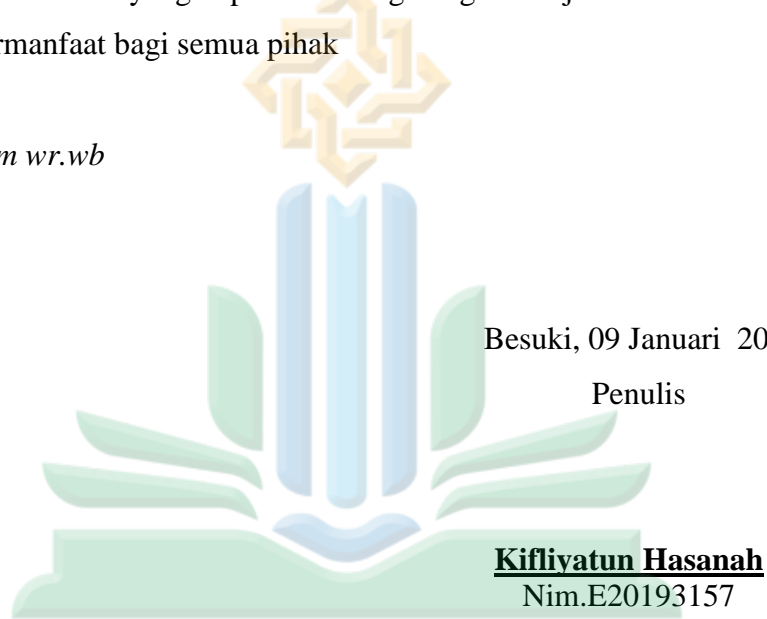 rmanfaat bagi semua pihak
m wr.wb
Besuki, 09 Januari 20
Penulis
Kifliyatun Hasanah
Nim.E20193157